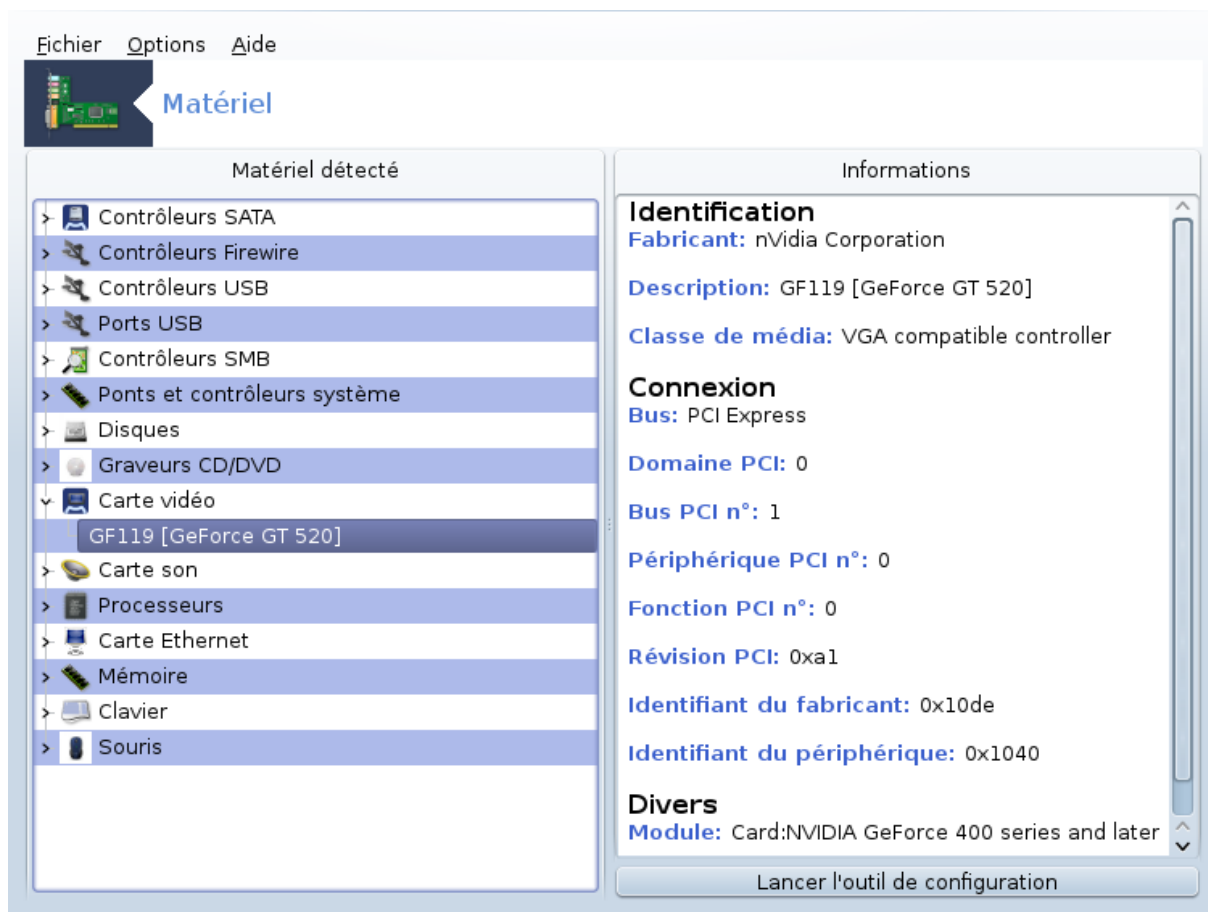 Fichier Options Aide
Matériel
Matériel détecté
Contrôleurs SATA
Contrôleurs Firewire
Contrôleurs USB
Ports USB
Contrôleurs SMB
Ponts et contrôleurs système
Disques
Graveurs CD/DVD
Carte vidéo
GF119 [GeForce GT 520]
Carte son
Processeurs
Carte Ethernet
Mémoire
Clavier
Souris
Informations
Identification
Fabricant: nVidia Corporation
Description: GF119 [GeForce GT 520]
Classe de média: VGA compatible controller
Connexion
Bus: PCI Express
Domaine PCI: 0
Bus PCI n°: 1
Périphérique PCI n°: 0
Fonction PCI n°: 0
Révision PCI: 0xa1
Identifiant du fabricant: 0x10de
Identifiant du périphérique: 0x1040
Divers
Module: Card:NVIDIA GeForce 400 series and later
Lancer l'outil de configuration